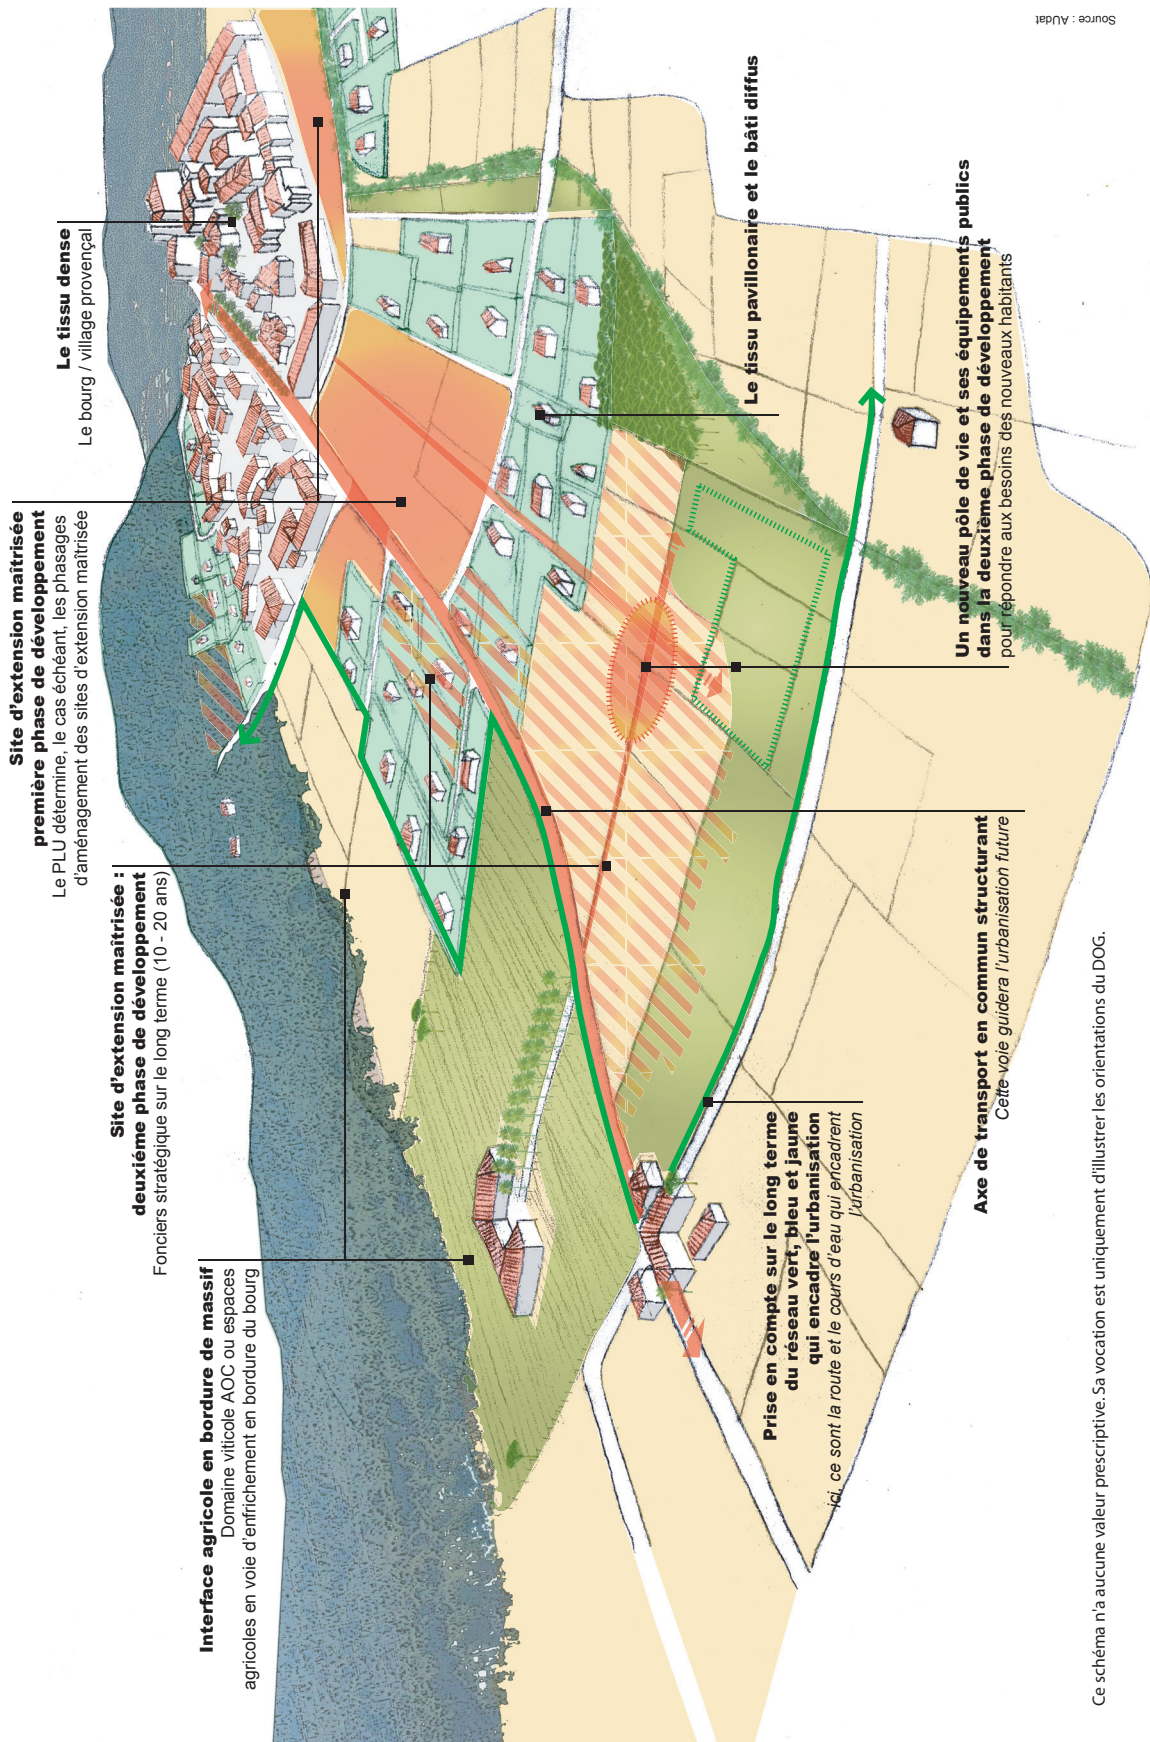 Interface agricole en bordure de massif
Domaine viticole AOC ou espaces
agricoles en voie d'enfrichement en bordure du bourg
Site d'extension maîtrisée :
deuxiéme phase de développement
Fonciers stratégique sur le long terme (10 - 20 ans)
Site d'extension maîtrisée
première phase de développement
Le PLU détermine, le cas échéant, les phasages
d'aménagement des sites d'extension maîtrisée
Le tissu dense
Le bourg / village provençal
Le tissu pavillonaire et le bâti diffus
Prise en compte sur le long terme
du réseau vert, bleu et jaune
qui encadre l'urbanisation
ici, ce sont la route et le cours d'eau qui encadrent
l'urbanisation
Axe de transport en commun structurant
Cette voie guidera l'urbanisation future
Un nouveau pôle de vie et ses équipements publics
dans la deuxième phase de développement
pour répondre aux besoins des nouveaux habitants
Ce schéma n'a aucune valeur prescriptive. Sa vocation est uniquement d'illustrer les orientations du DOG.
Source : AUdat